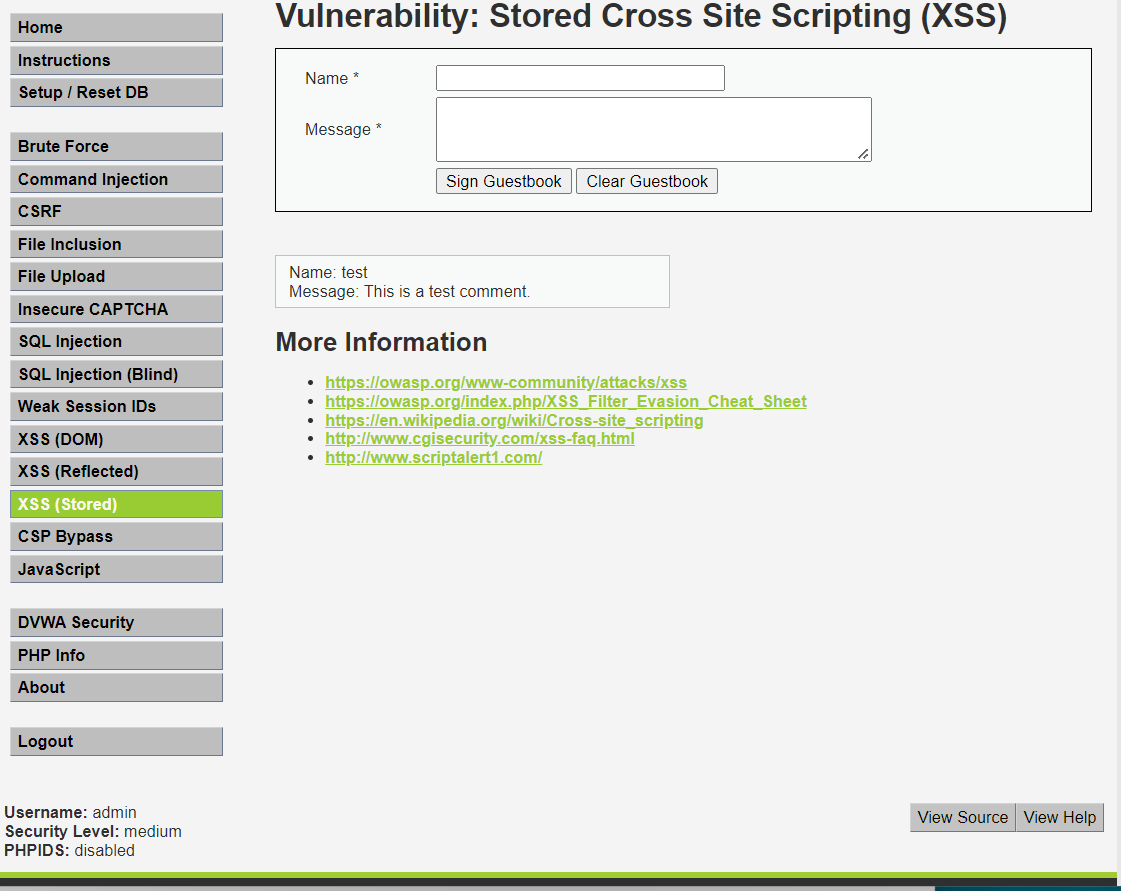 Home
Instructions
Setup / Reset DB
Brute Force
Command Injection
CSRF
File Inclusion
File Upload
Insecure CAPTCHA
SQL Injection
SQL Injection (Blind)
Weak Session IDs
XSS (DOM)
XSS (Reflected)
XSS (Stored)
CSP Bypass
JavaScript
DVWA Security
PHP Info
About
Logout
Vulnerability: Stored Cross Site Scripting (XSS)
Name *
Message *
Sign Guestbook Clear Guestbook
Name: test
Message: This is a test comment.
More Information
https://owasp.org/www-community/attacks/xss
https://owasp.org/index.php/XSS_Filter_Evasion_Cheat_Sheet
https://en.wikipedia.org/wiki/Cross-site_scripting
http://www.cgisecurity.com/xss-faq.html
http://www.scriptalert1.com/
Username: admin
Security Level: medium
PHPIDS: disabled
View Source View Help